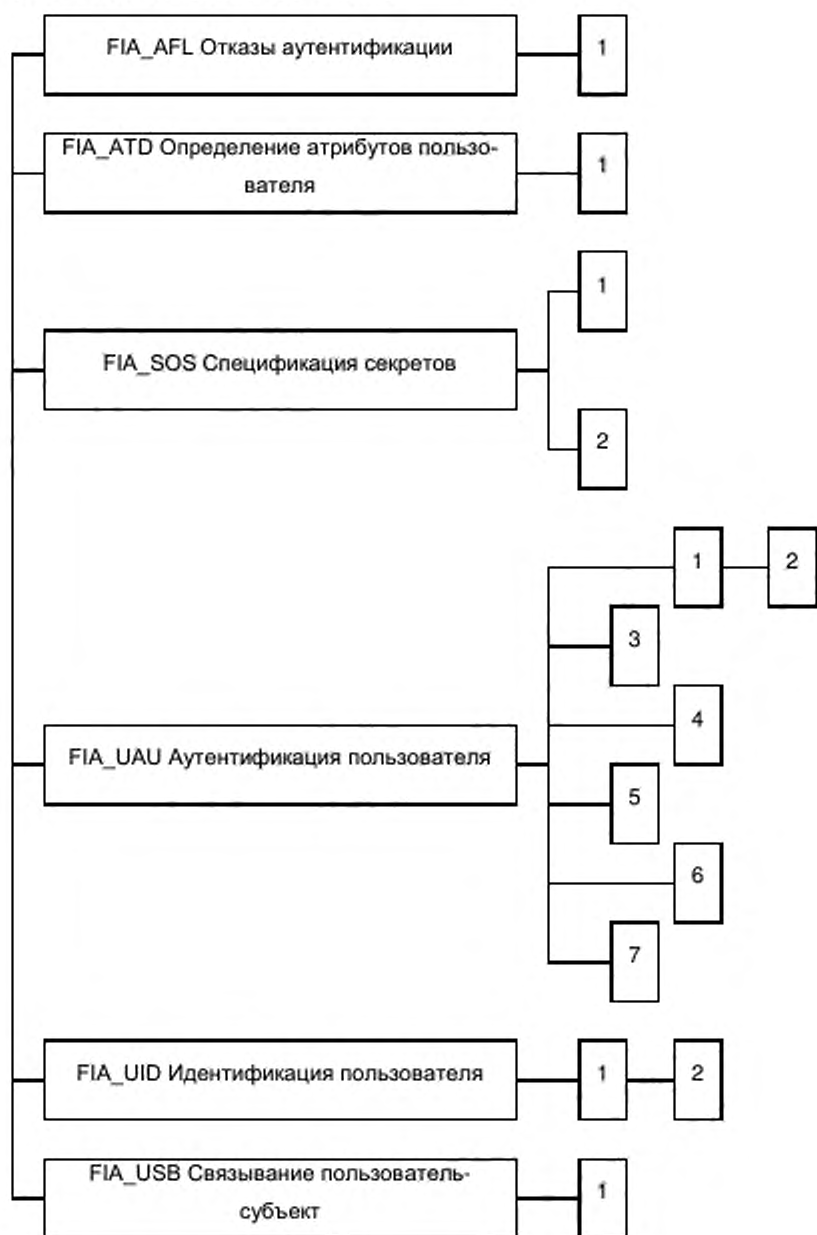 FIA_AFL Отказы аутентификации
1
FIA_ATD Определение атрибутов пользо-
вателя
1
1
FIA_SOS Спецификация секретов
2
1
2
3
4
FIA_UAU Аутентификация пользователя
5
6
7
FIA_UID Идентификация пользователя
1
2
FIA_USB Связывание пользователь-
субъект
1